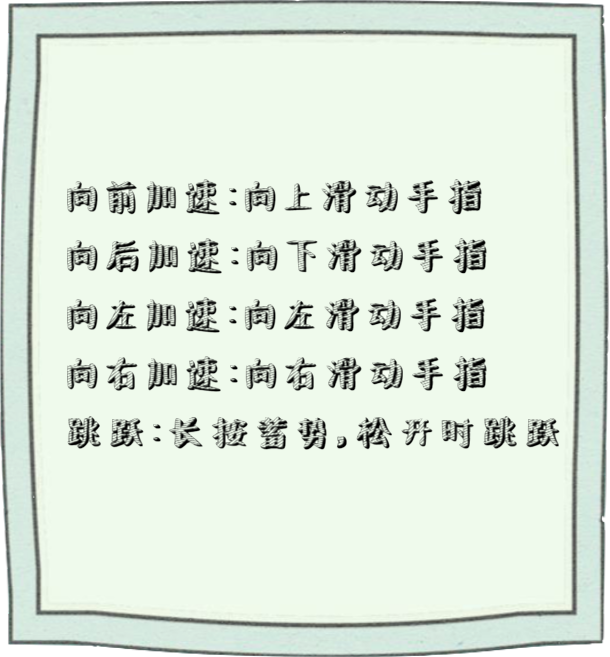 向前加速:向上滑动手指
向后加速:向下滑动手指
向左加速:向左滑动手指
向右加速:向右滑动手指
跳跃:长按蓄势,松开时跳跃